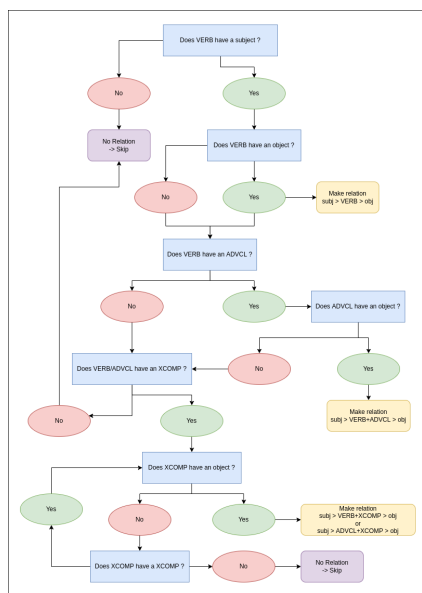 Does VERB have a subject ?
No
Yes
No Relation
-> Skip
Does VERB have an object ?
No
Yes
Make relation
subj > VERB > obj
Does VERB have an ADVCL ?
No
Yes
Does ADVCL have an object ?
No
Yes
Does VERB/ADVCL have an XCOMP ?
No
Yes
Make relation
subj > VERB+ADVCL > obj
Does XCOMP have an object ?
Yes
No
Yes
Make relation
subj > VERB+XCOMP > obj
or
subj > ADVCL+XCOMP > obj
Does XCOMP have a XCOMP ?
No
No Relation
-> Skip